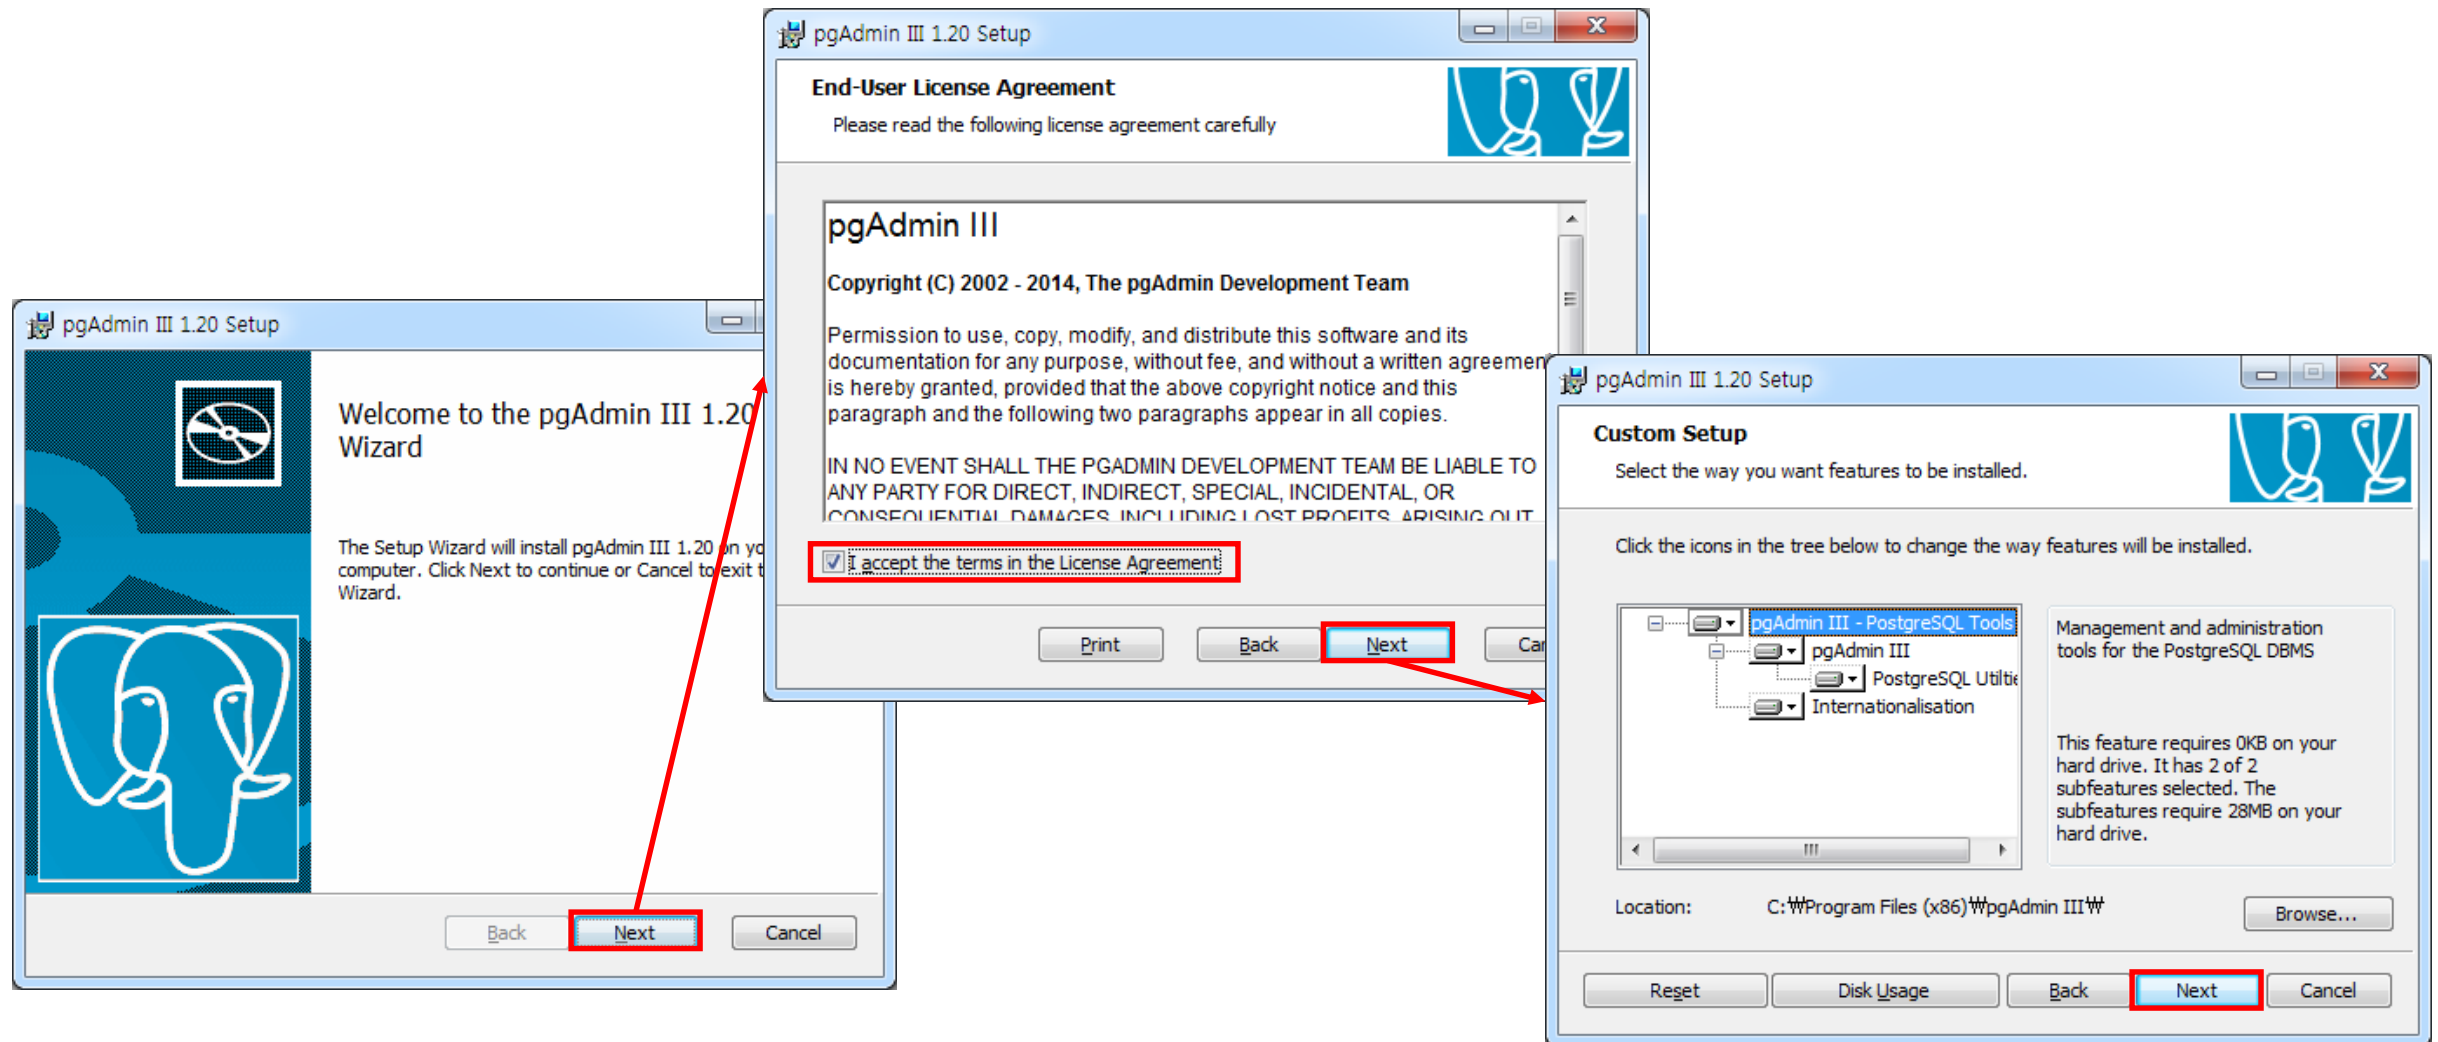 pgAdmin III 1.20 Setup
Welcome to the pgAdmin III 1.20
Wizard
The Setup Wizard will install pgAdmin III 1.20 on yo
computer. Click Next to continue or Cancel to exit t
Wizard.
Back
Next
Cancel
pgAdmin III 1.20 Setup
End-User License Agreement
Please read the following license agreement carefully
pgAdmin III
Copyright (C) 2002 - 2014, The pgAdmin Development Team
Permission to use, copy, modify, and distribute this software and its
documentation for any purpose, without fee, and without a written agreemen
is hereby granted, provided that the above copyright notice and this
paragraph and the following two paragraphs appear in all copies.
IN NO EVENT SHALL THE PGADMIN DEVELOPMENT TEAM BE LIABLE TO
ANY PARTY FOR DIRECT, INDIRECT, SPECIAL, INCIDENTAL, OR
CONSEQUENTIAL DAMAGES, INCLUDING LOST PROFITS, ARISING OUT
I accept the terms in the License Agreement
Print
Back
Next
Can
pgAdmin III 1.20 Setup
Custom Setup
Select the way you want features to be installed.
Click the icons in the tree below to change the way features will be installed.
pgAdmin III - PostgreSQL Tools
pgAdmin III
PostgreSQL Utiltie
Internationalisation
Management and administration
tools for the PostgreSQL DBMS
This feature requires 0KB on your
hard drive. It has 2 of 2
subfeatures selected. The
subfeatures require 28MB on your
hard drive.
Location:
C:₩Program Files (x86)₩pgAdmin III₩
Browse...
Reset
Disk Usage
Back
Next
Cancel